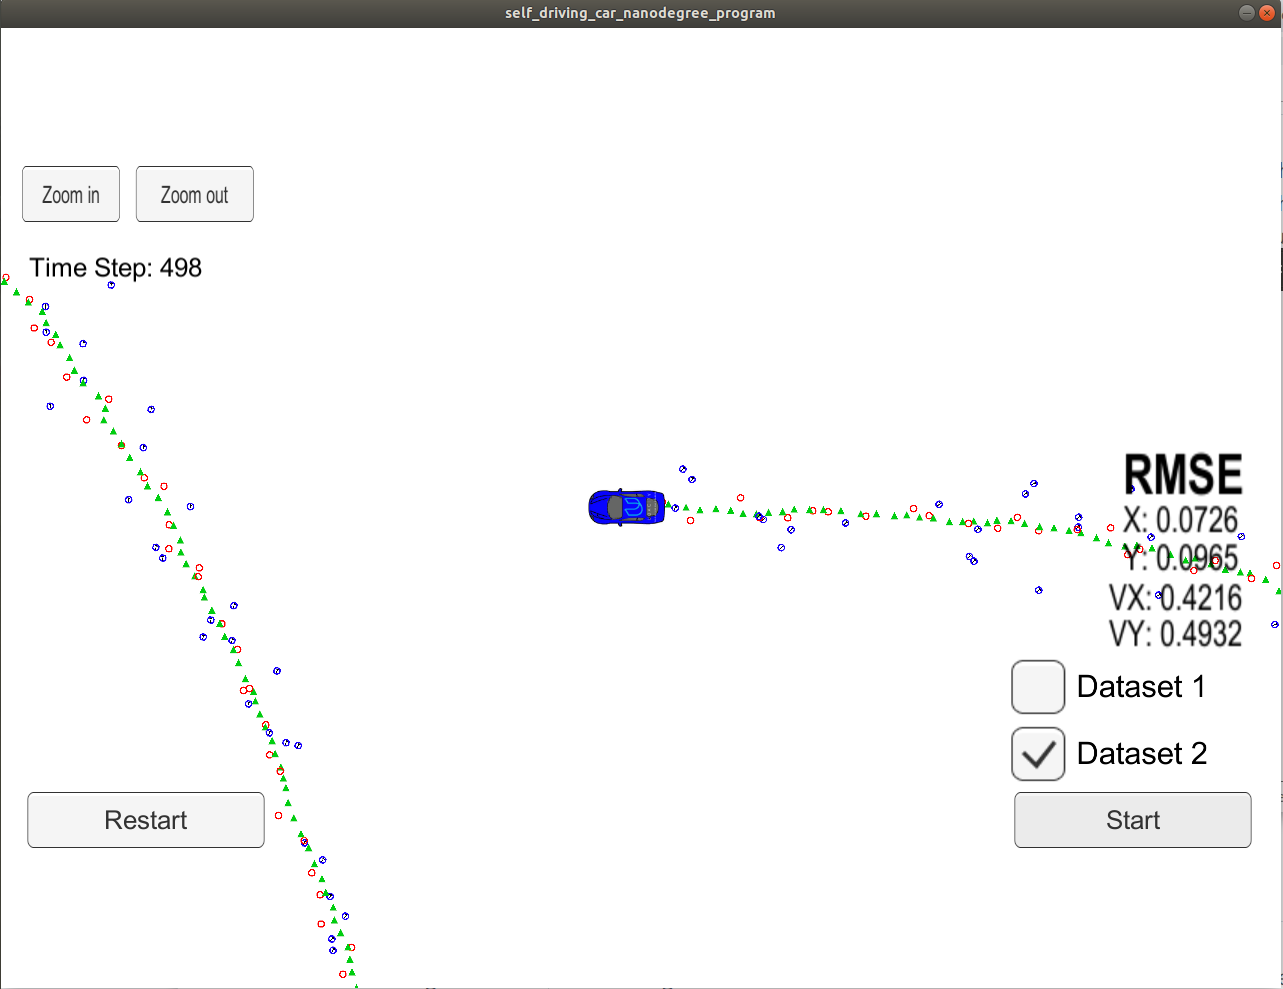 self_driving_car_nanodegree_program
Zoom in
Zoom out
Time Step: 498
RMSE
X: 0.0726
Y: 0.0965
VX: 0.4216
VY: 0.4932
Dataset 1
Dataset 2
Restart
Start